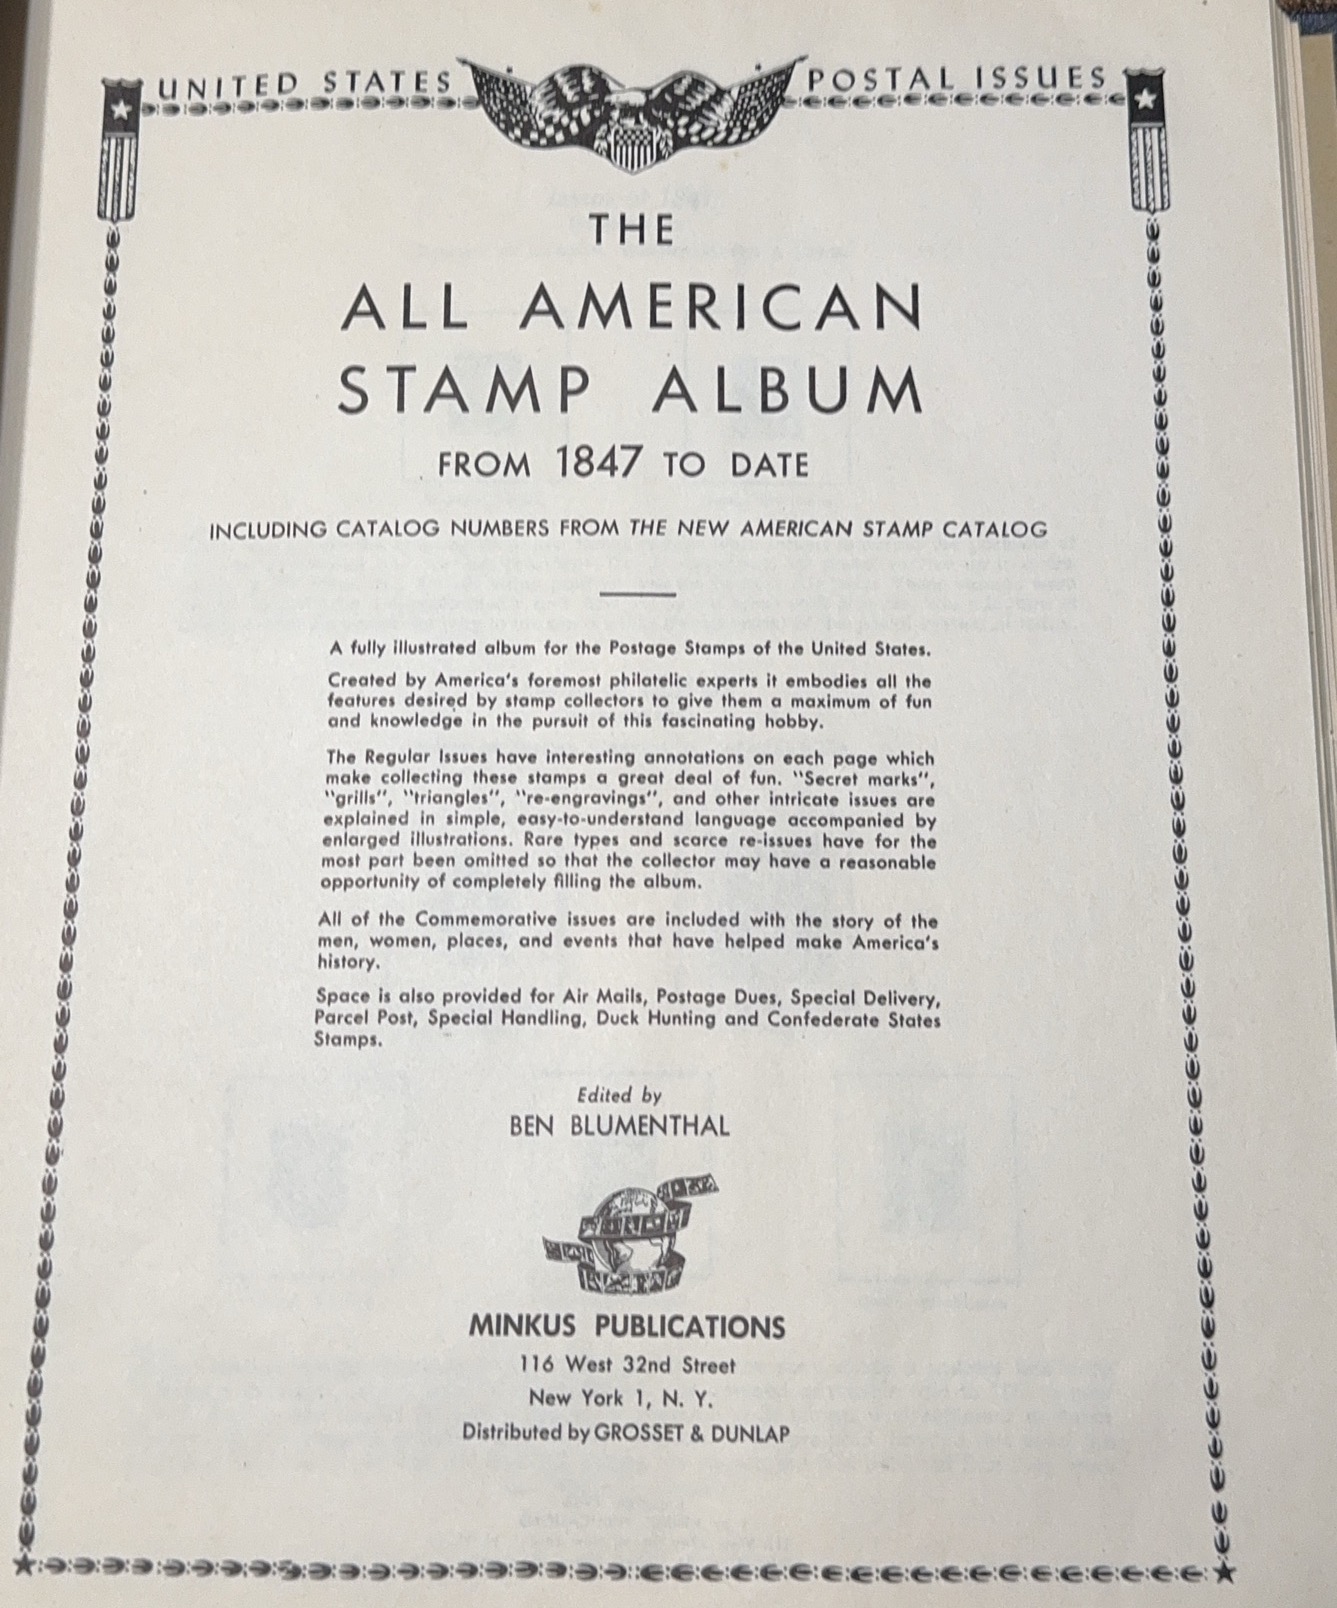 UNITED STATES POSTAL ISSUES
THE
ALL AMERICAN
STAMP ALBUM
FROM 1847 TO DATE
INCLUDING CATALOG NUMBERS FROM THE NEW AMERICAN STAMP CATALOG
A fully illustrated album for the Postage Stamps of the United States.
Created by America's foremost philatelic experts it embodies all the
features desired by stamp collectors to give them a maximum of fun
and knowledge in the pursuit of this fascinating hobby.
The Regular Issues have interesting annotations on each page which
make collecting these stamps a great deal of fun. "Secret marks",
"grills", "triangles", "re-engravings", and other intricate issues are
explained in simple, easy-to-understand language accompanied by
enlarged illustrations. Rare types and scarce re-issues have for the
most part been omitted so that the collector may have a reasonable
opportunity of completely filling the album.
All of the Commemorative issues are included with the story of the
men, women, places, and events that have helped make America's
history.
Space is also provided for Air Mails, Postage Dues, Special Delivery,
Parcel Post, Special Handling, Duck Hunting and Confederate States
Stamps.
Edited by
BEN BLUMENTHAL
MINKUS PUBLICATIONS
116 West 32nd Street
New York 1, N. Y.
Distributed by GROSSET & DUNLAP